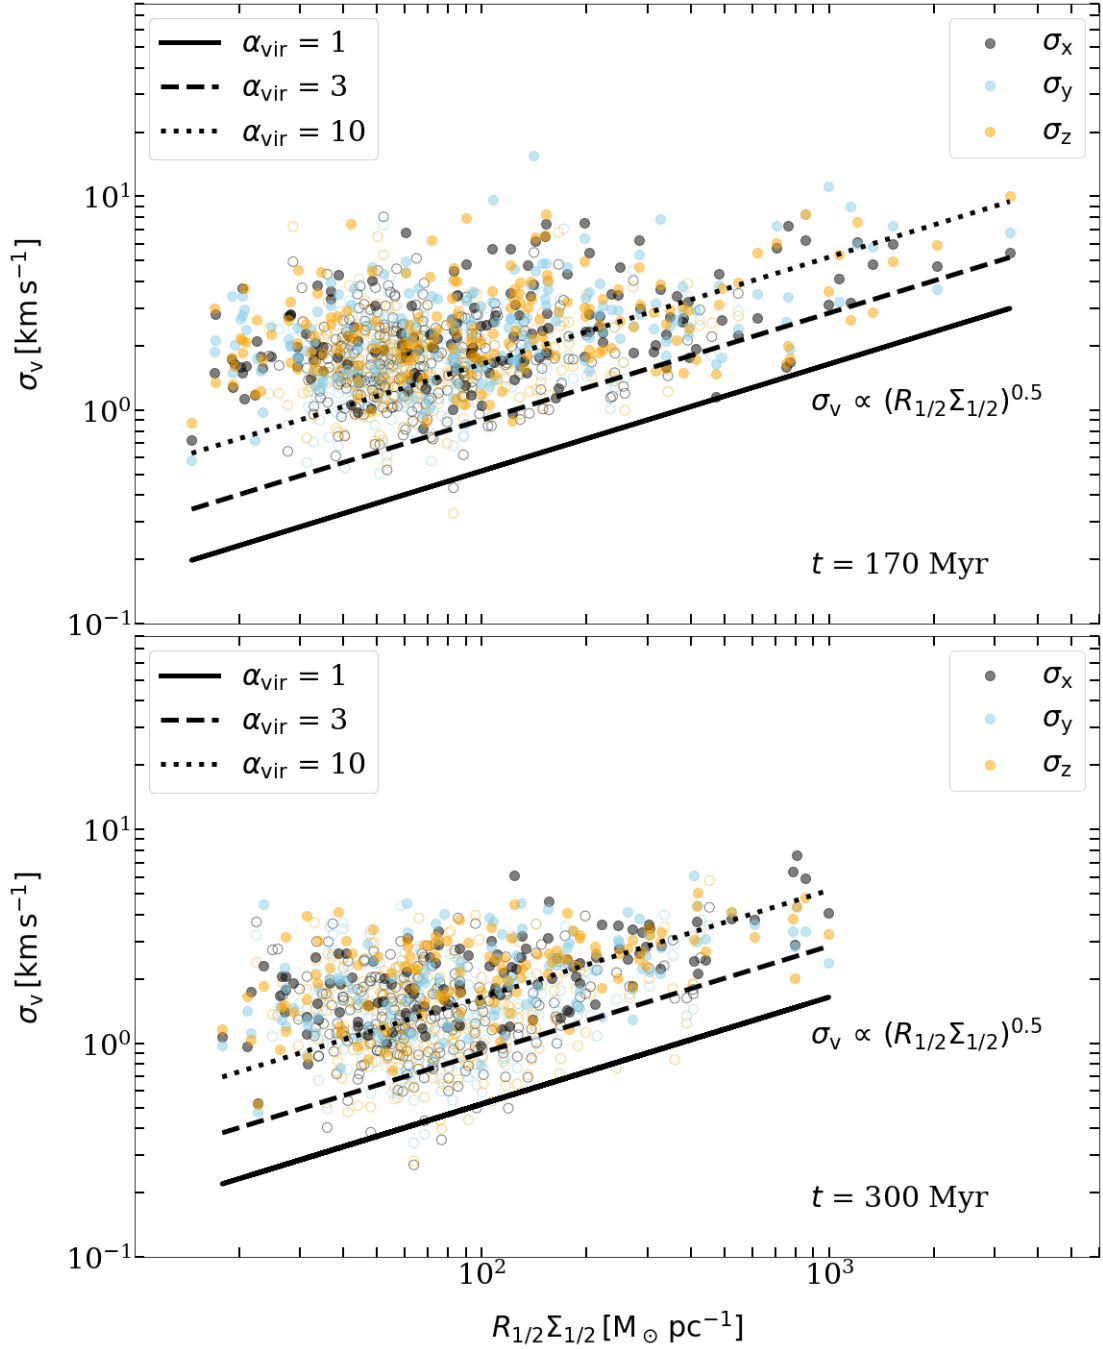 α_vir = 1
α_vir = 3
α_vir = 10
σ_x
σ_y
σ_z
10^1
10^0
10^−1
σ_v [km s^−1]
σ_v ∝ (R_1/2 Σ_1/2)^0.5
t = 170 Myr
α_vir = 1
α_vir = 3
α_vir = 10
σ_x
σ_y
σ_z
10^1
10^0
10^−1
σ_v [km s^−1]
σ_v ∝ (R_1/2 Σ_1/2)^0.5
t = 300 Myr
10^2 10^3
R_1/2 Σ_1/2 [M_⊙ pc^−1]